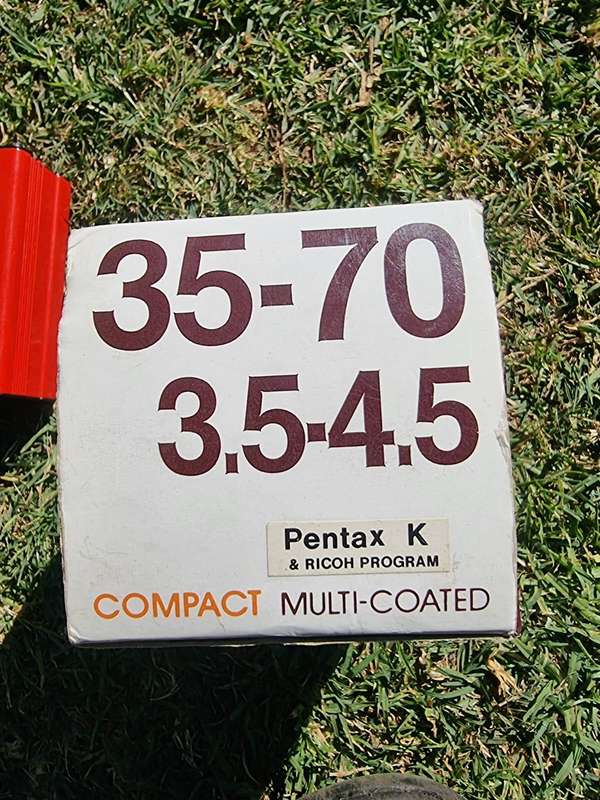 35-70
3.5-4.5
Pentax K
& RICOH PROGRAM
COMPACT MULTI-COATED